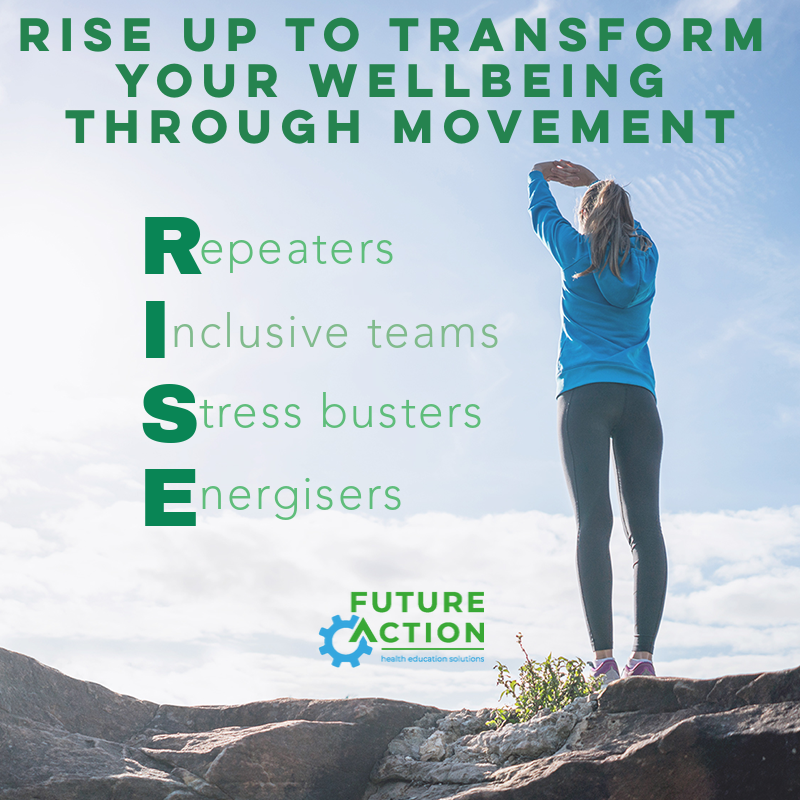 RISE UP TO TRANSFORM
YOUR WELLBEING
THROUGH MOVEMENT
Repeaters
Inclusive teams
Stress busters
Energisers
FUTURE
ACTION
health education solutions